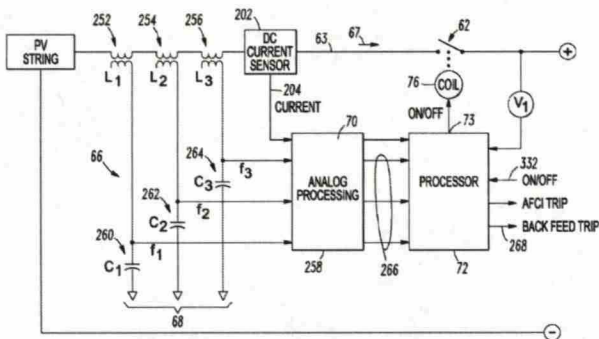 252
254
256
202
62
PV
STRING
DC
CURRENT
SENSOR
63
67
+
L1
L2
L3
204
CURRENT
76
COIL
ON/OFF
73
V1
66
264
C3
f3
70
ANALOG
PROCESSING
258
PROCESSOR
72
332
ON/OFF
AFCI TRIP
BACK FEED TRIP
268
262
C2
f2
266
260
C1
f1
68
−